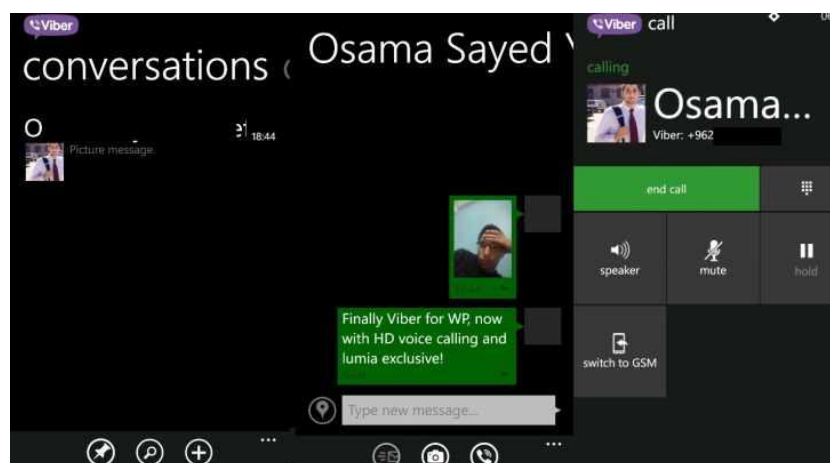 Viber
conversations
O
18:44
Picture message
Osama Sayed
Finally Viber for WP, now
with HD voice calling and
lumia exclusive!
Type new message...
Viber call
calling
Osama...
Viber: +962
end call
speaker
mute
hold
switch to GSM